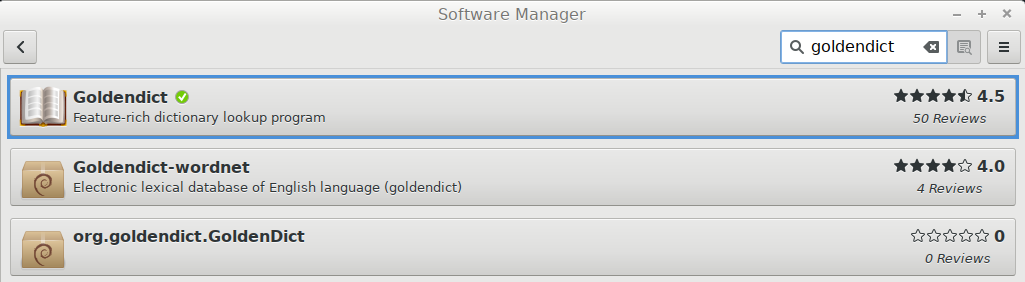 Software Manager
goldendict
Goldendict
Feature-rich dictionary lookup program
4.5
50 Reviews
Goldendict-wordnet
Electronic lexical database of English language (goldendict)
4.0
4 Reviews
org.goldendict.GoldenDict
0
0 Reviews